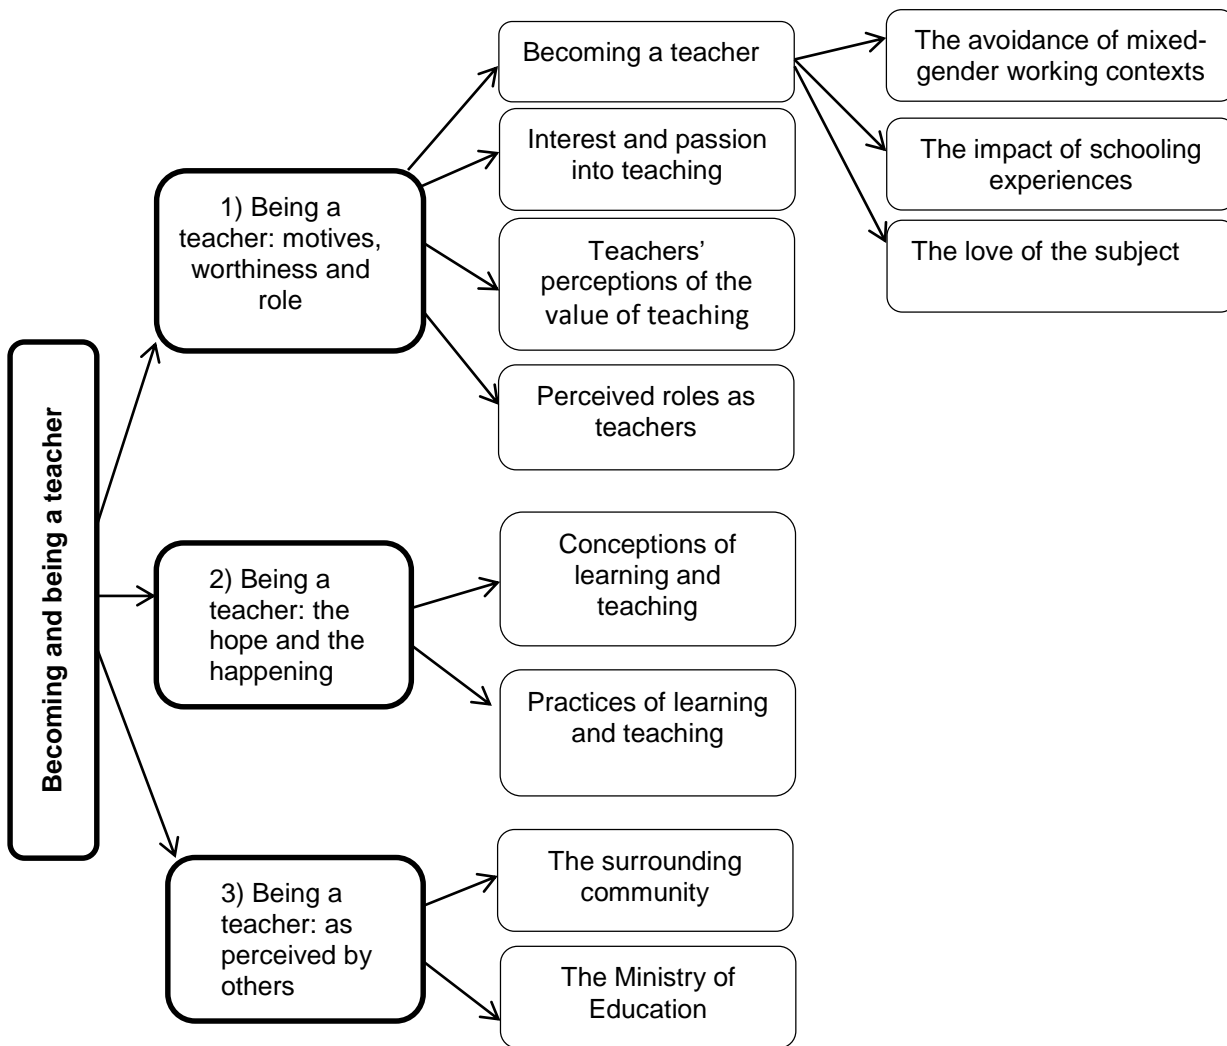 Becoming and being a teacher
1) Being a
teacher: motives,
worthiness and
role
Becoming a teacher
The avoidance of mixed-
gender working contexts
The impact of schooling
experiences
The love of the subject
Interest and passion
into teaching
Teachers’
perceptions of the
value of teaching
Perceived roles as
teachers
2) Being a
teacher: the
hope and the
happening
Conceptions of
learning and
teaching
Practices of learning
and teaching
3) Being a
teacher: as
perceived by
others
The surrounding
community
The Ministry of
Education